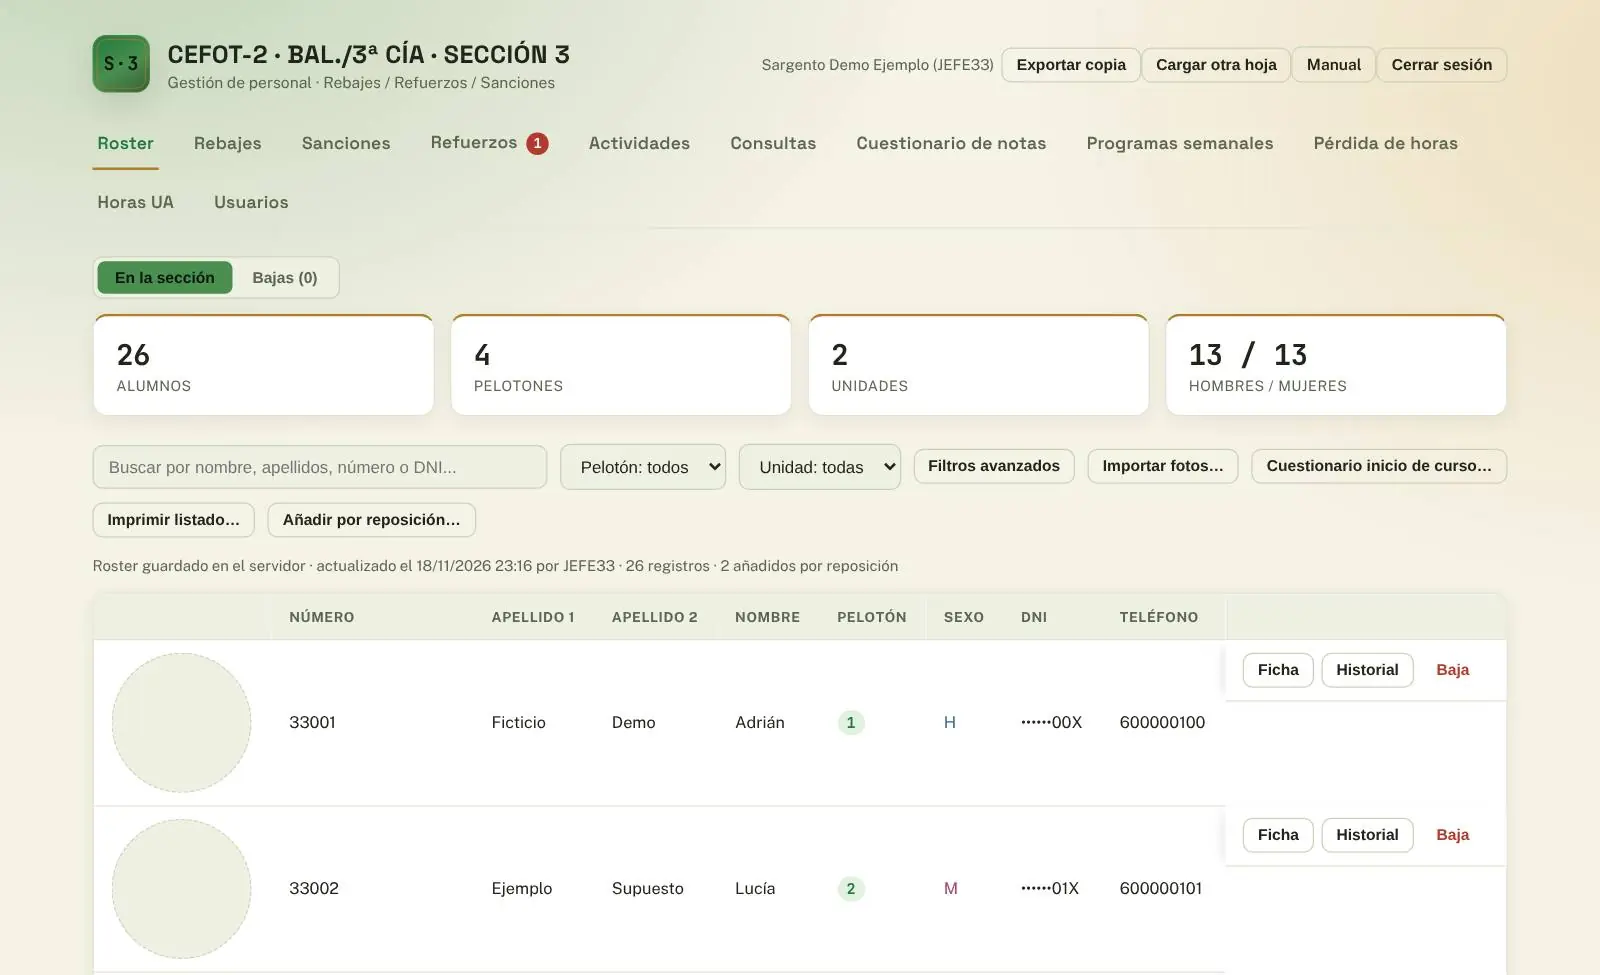 S·3
CEFOT-2 · BAL./3ª CÍA · SECCIÓN 3
Gestión de personal · Rebajes / Refuerzos / Sanciones
Sargento Demo Ejemplo (JEFE33)
Exportar copia
Cargar otra hoja
Manual
Cerrar sesión
Roster
Rebajes
Sanciones
Refuerzos 1
Actividades
Consultas
Cuestionario de notas
Programas semanales
Pérdida de horas
Horas UA
Usuarios
En la sección
Bajas (0)
26
ALUMNOS
4
PELOTONES
2
UNIDADES
13 / 13
HOMBRES / MUJERES
Buscar por nombre, apellidos, número o DNI...
Pelotón: todos
Unidad: todas
Filtros avanzados
Importar fotos...
Cuestionario inicio de curso...
Imprimir listado...
Añadir por reposición...
Roster guardado en el servidor · actualizado el 18/11/2026 23:16 por JEFE33 · 26 registros · 2 añadidos por reposición
NÚMERO APELLIDO 1 APELLIDO 2 NOMBRE PELOTÓN SEXO DNI TELÉFONO
33001 Ficticio Demo Adrián 1 H ••••••00X 600000100 Ficha Historial Baja
33002 Ejemplo Supuesto Lucía 2 M ••••••01X 600000101 Ficha Historial Baja